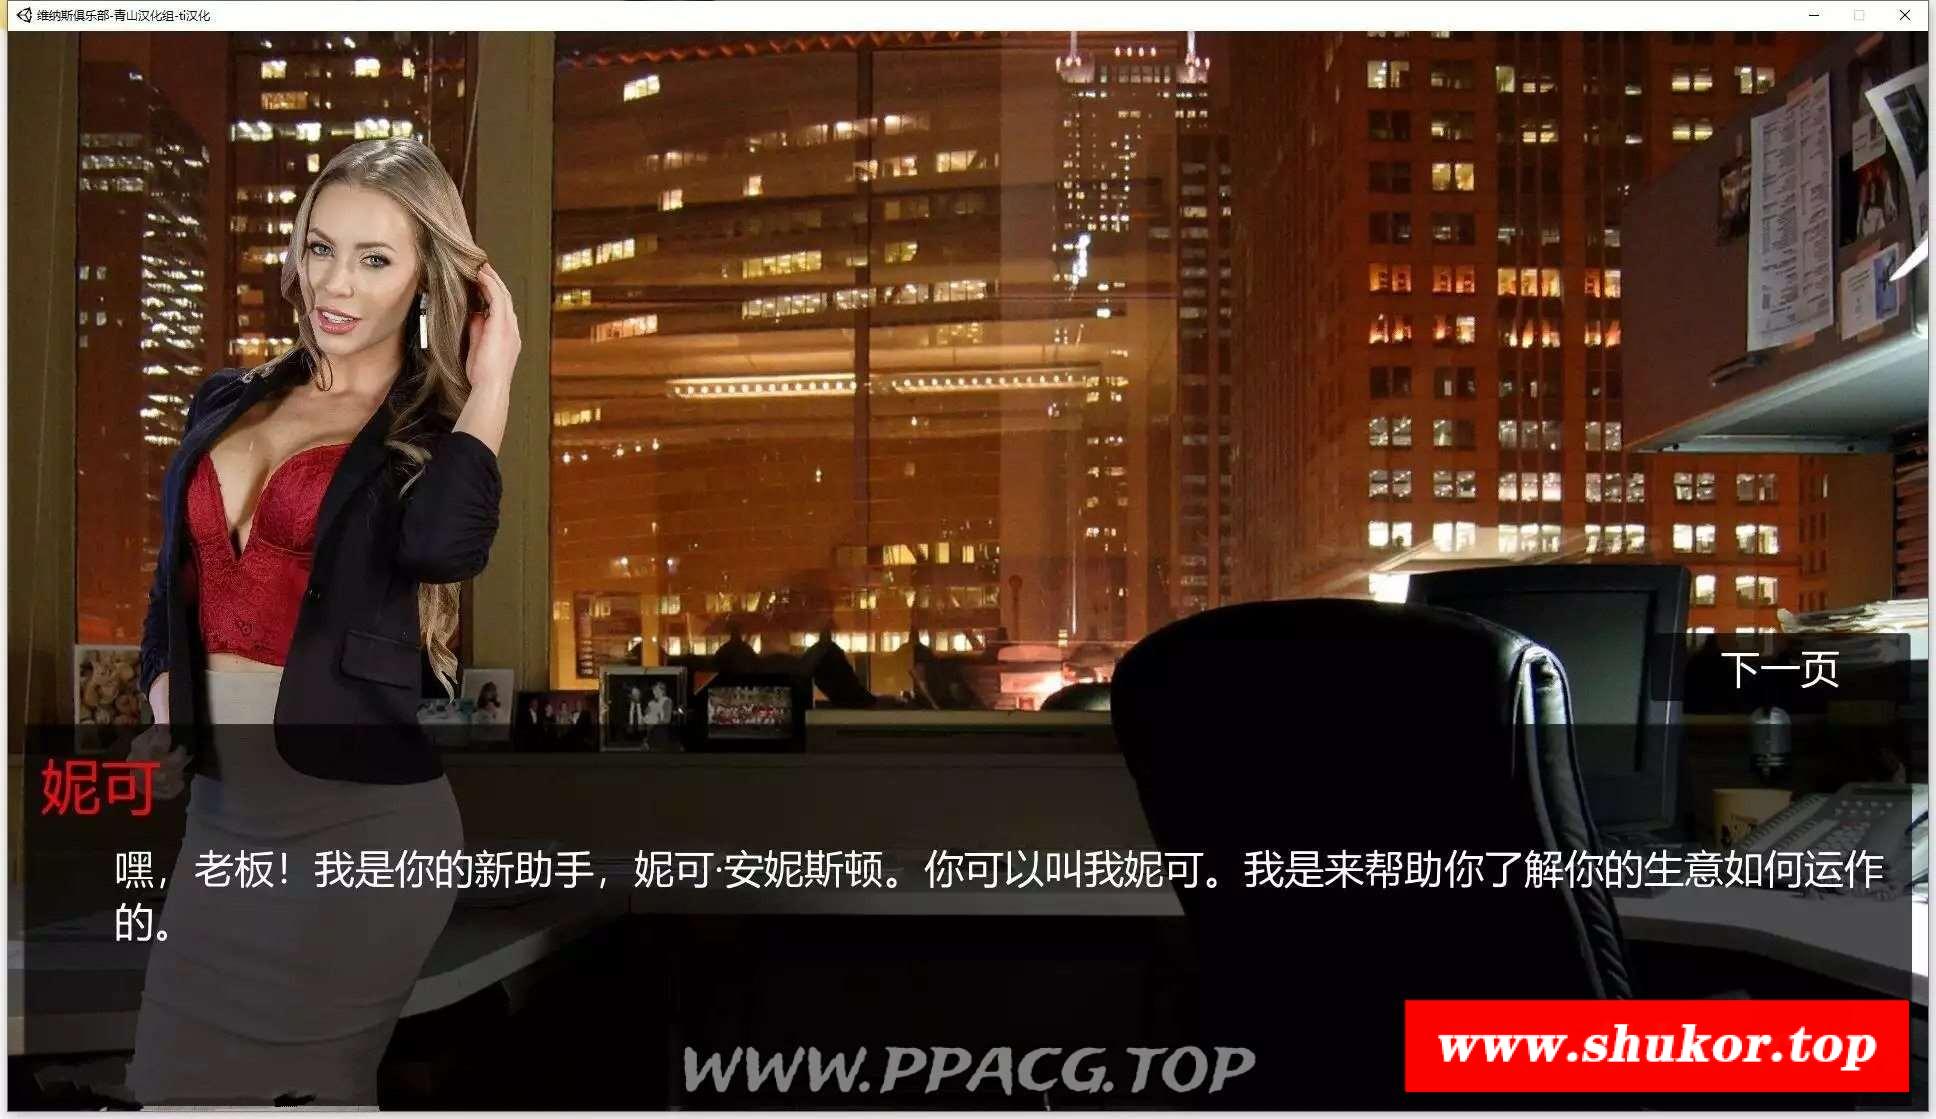 维纳斯俱乐部-青山汉化组-ti汉化
下一页
妮可
嘿，老板！我是你的新助手，妮可·安妮斯顿。你可以叫我妮可。我是来帮助你了解你的生意如何运作
的。
WWW.PPACG.TOP
www.shukor.top